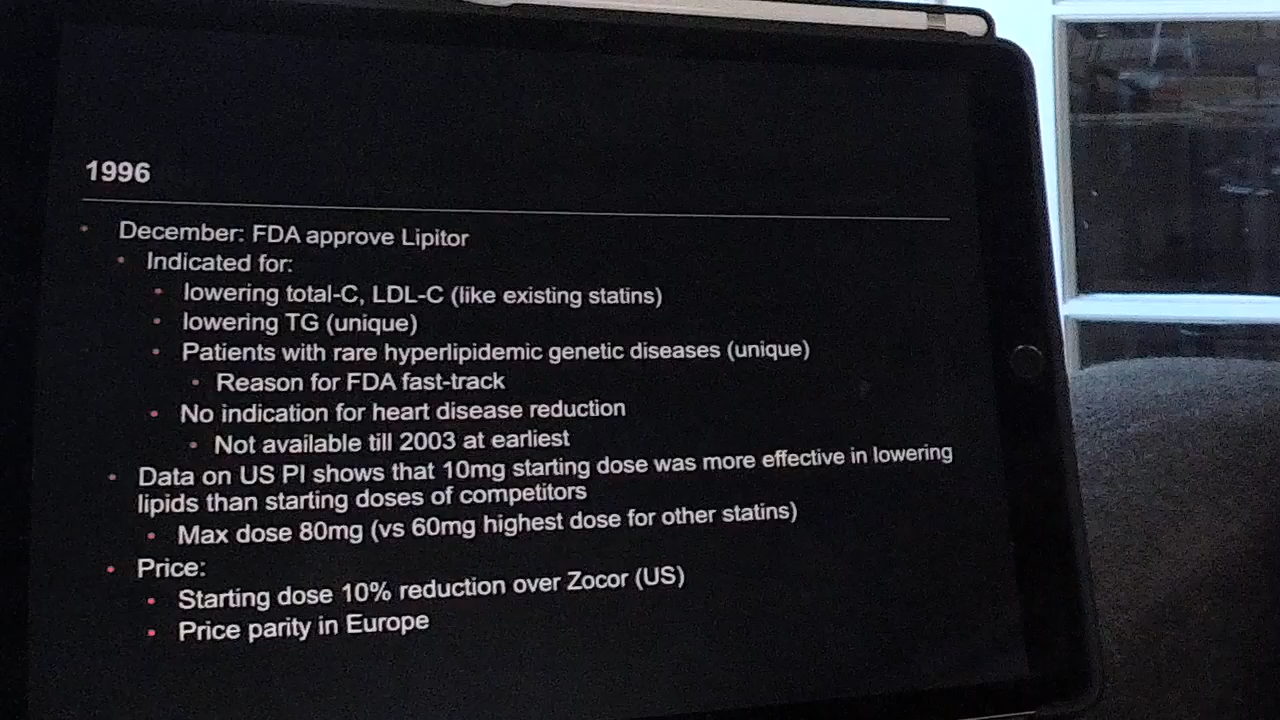 1996
December: FDA approve Lipitor
Indicated for:
lowering total-C, LDL-C (like existing statins)
lowering TG (unique)
Patients with rare hyperlipidemic genetic diseases (unique)
Reason for FDA fast-track
No indication for heart disease reduction
Not available till 2003 at earliest
Data on US PI shows that 10mg starting dose was more effective in lowering
lipids than starting doses of competitors
Max dose 80mg (vs 60mg highest dose for other statins)
Price:
Starting dose 10% reduction over Zocor (US)
Price parity in Europe